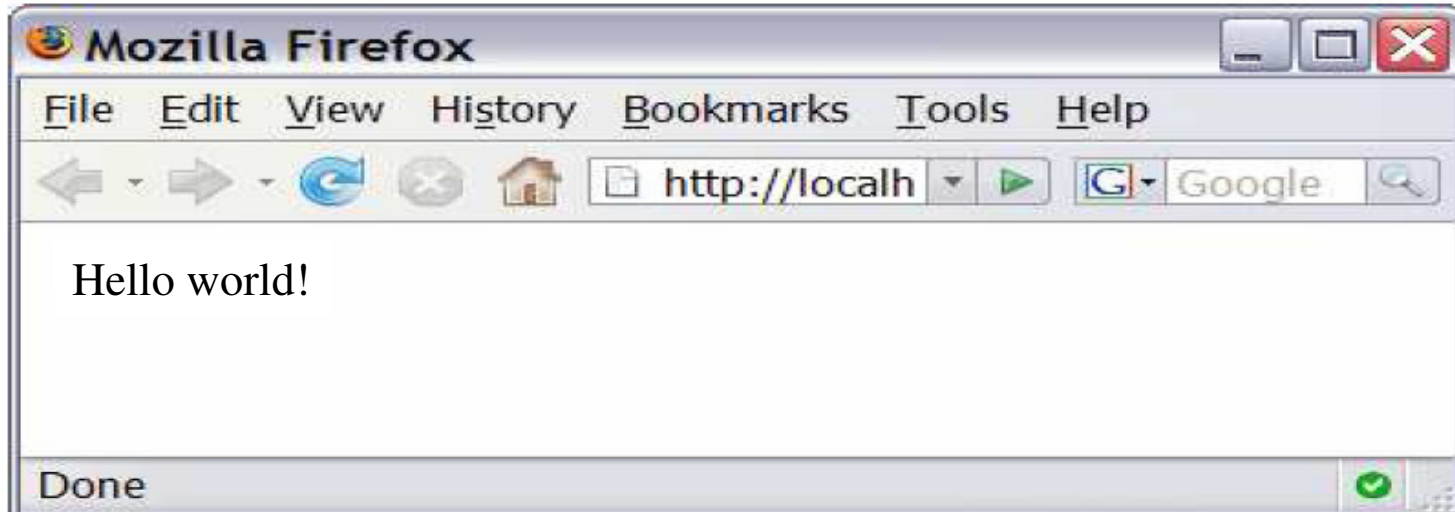 Mozilla Firefox
File Edit View History Bookmarks Tools Help
http://localh G Google
Hello world!
Done